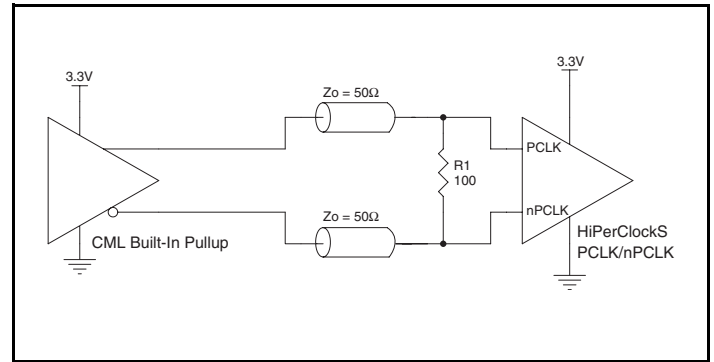 3.3V
3.3V
Zo = 50Ω
PCLK
R1
100
nPCLK
Zo = 50Ω
CML Built-In Pullup
HiPerClockS
PCLK/nPCLK